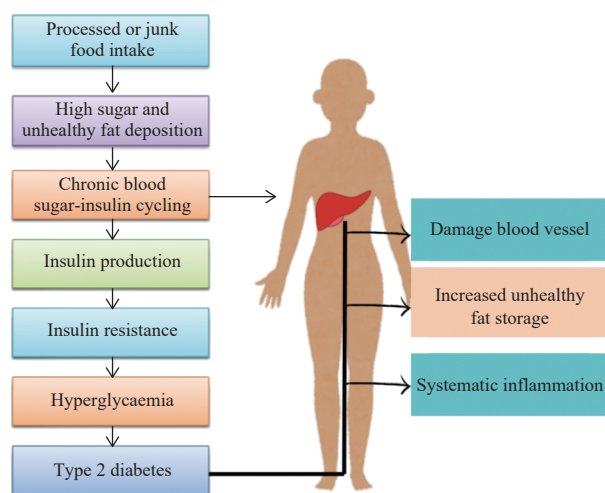 Processed or junk
food intake
High sugar and
unhealthy fat deposition
Chronic blood
sugar-insulin cycling
Insulin production
Insulin resistance
Hyperglycaemia
Type 2 diabetes
Damage blood vessel
Increased unhealthy
fat storage
Systematic inflammation